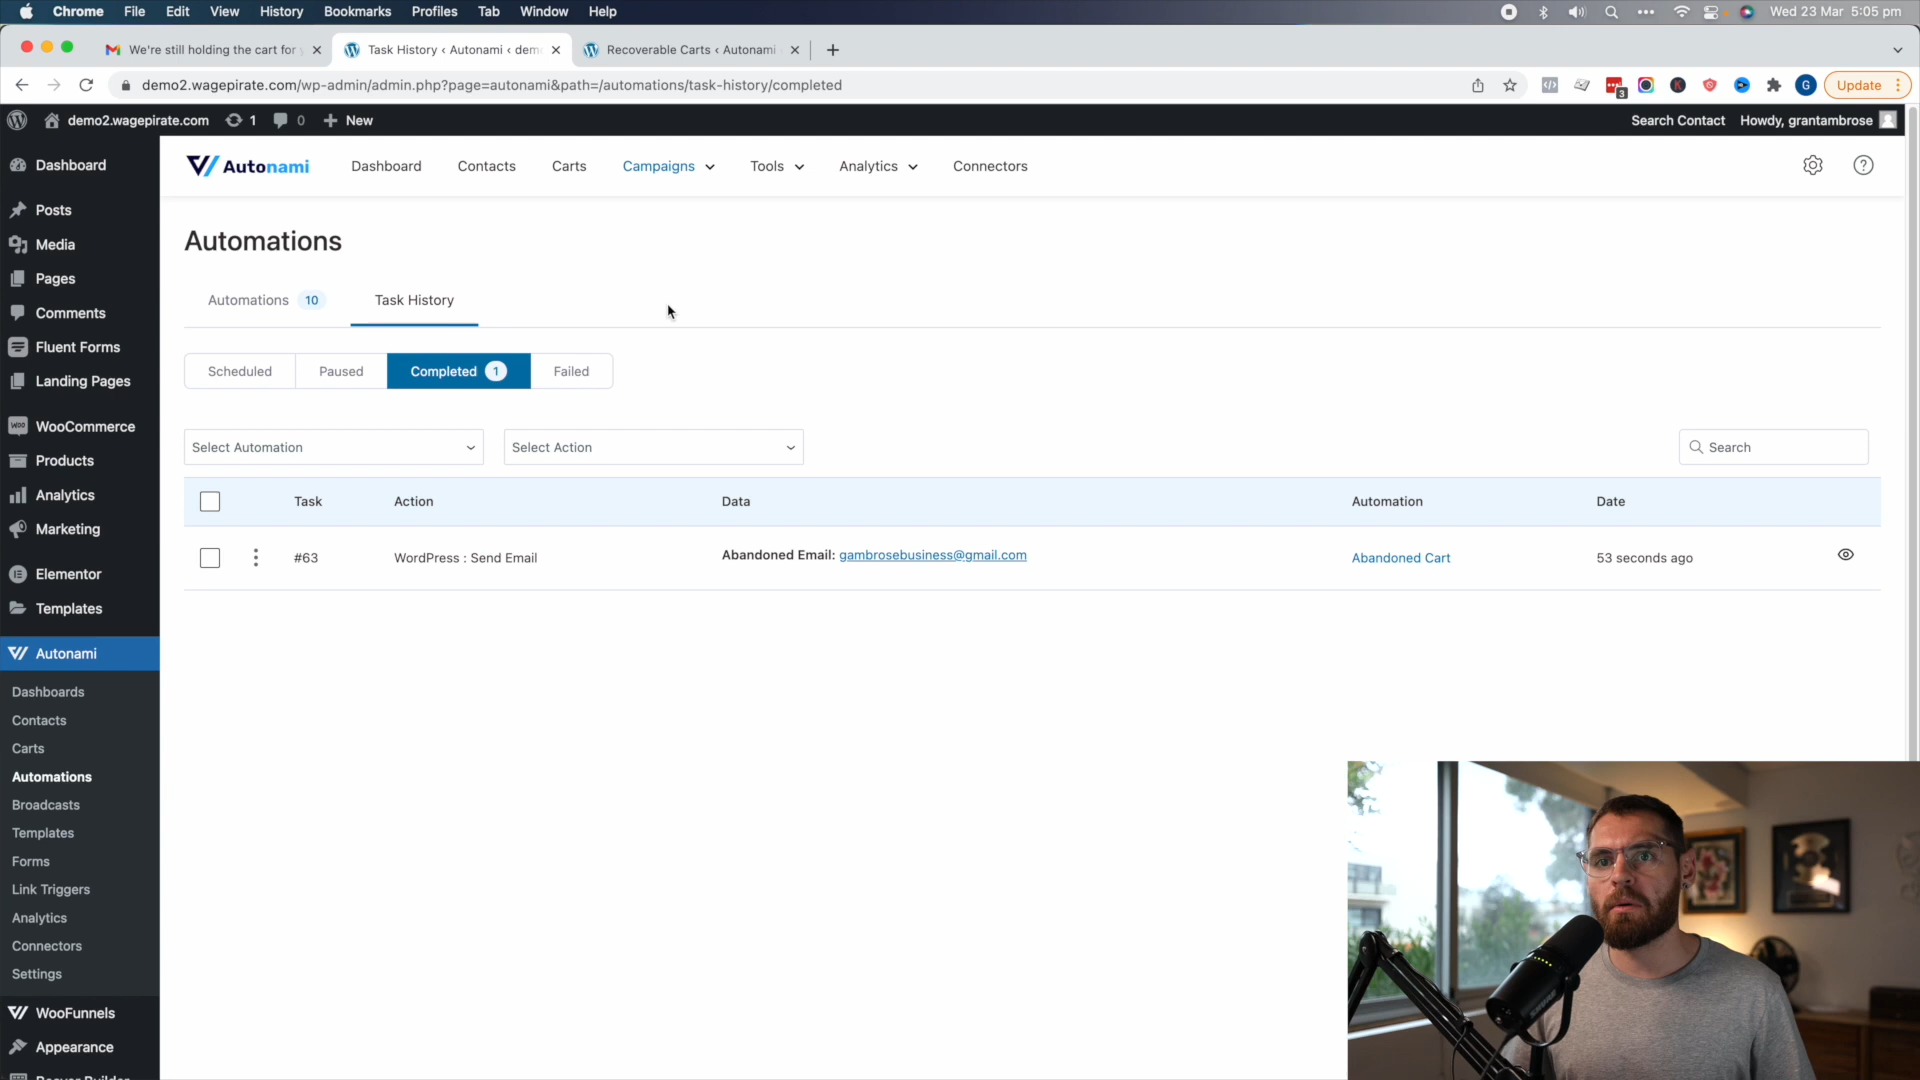 Chrome File Edit View History Bookmarks Profiles Tab Window Help Wed 23 Mar 5:05 pm
We're still holding the cart for Task History ‹ Autonami ‹ dem Recoverable Carts ‹ Autonami
demo2.wagepirate.com/wp-admin/admin.php?page=autonami&path=/automations/task-history/completed 3 G Update
demo2.wagepirate.com 1 0 New Search Contact Howdy, grantambrose
Dashboard
Posts
Media
Pages
Comments
Fluent Forms
Landing Pages
WooCommerce
Products
Analytics
Marketing
Elementor
Templates
Autonami
Dashboards
Contacts
Carts
Automations
Broadcasts
Templates
Forms
Link Triggers
Analytics
Connectors
Settings
WooFunnels
Appearance
Beaver Builder
Autonami Dashboard Contacts Carts Campaigns Tools Analytics Connectors
Automations
Automations 10 Task History
Scheduled Paused Completed 1 Failed
Select Automation Select Action Search
Task Action Data Automation Date
#63 WordPress : Send Email Abandoned Email: gambrosebusiness@gmail.com Abandoned Cart 53 seconds ago